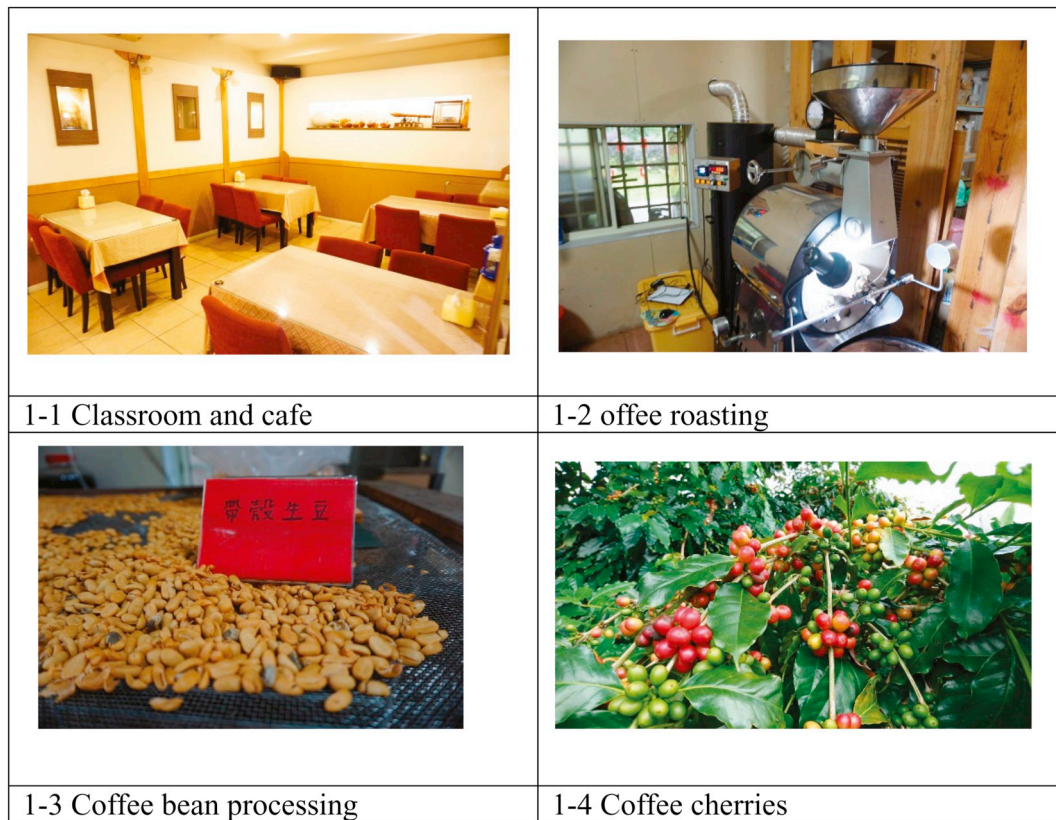 1-1 Classroom and cafe
1-2 offee roasting
帶殼生豆
1-3 Coffee bean processing
1-4 Coffee cherries